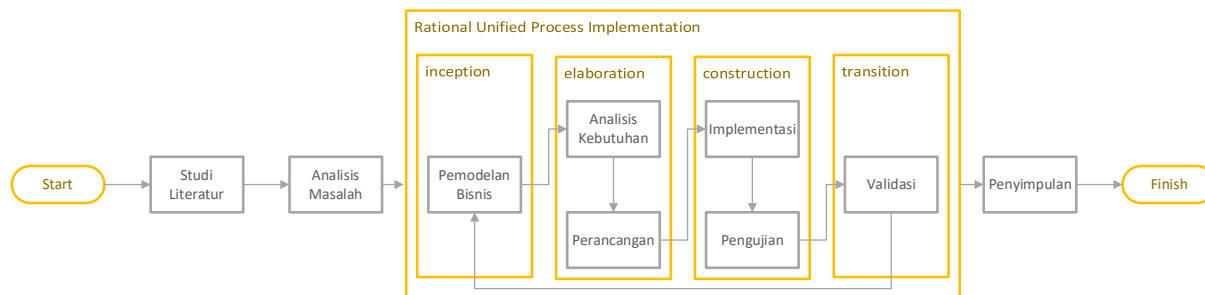 Rational Unified Process Implementation
inception
elaboration
construction
transition
Start
Studi
Literatur
Analisis
Masalah
Pemodelan
Bisnis
Analisis
Kebutuhan
Perancangan
Implementasi
Pengujian
Validasi
Penyimpulan
Finish